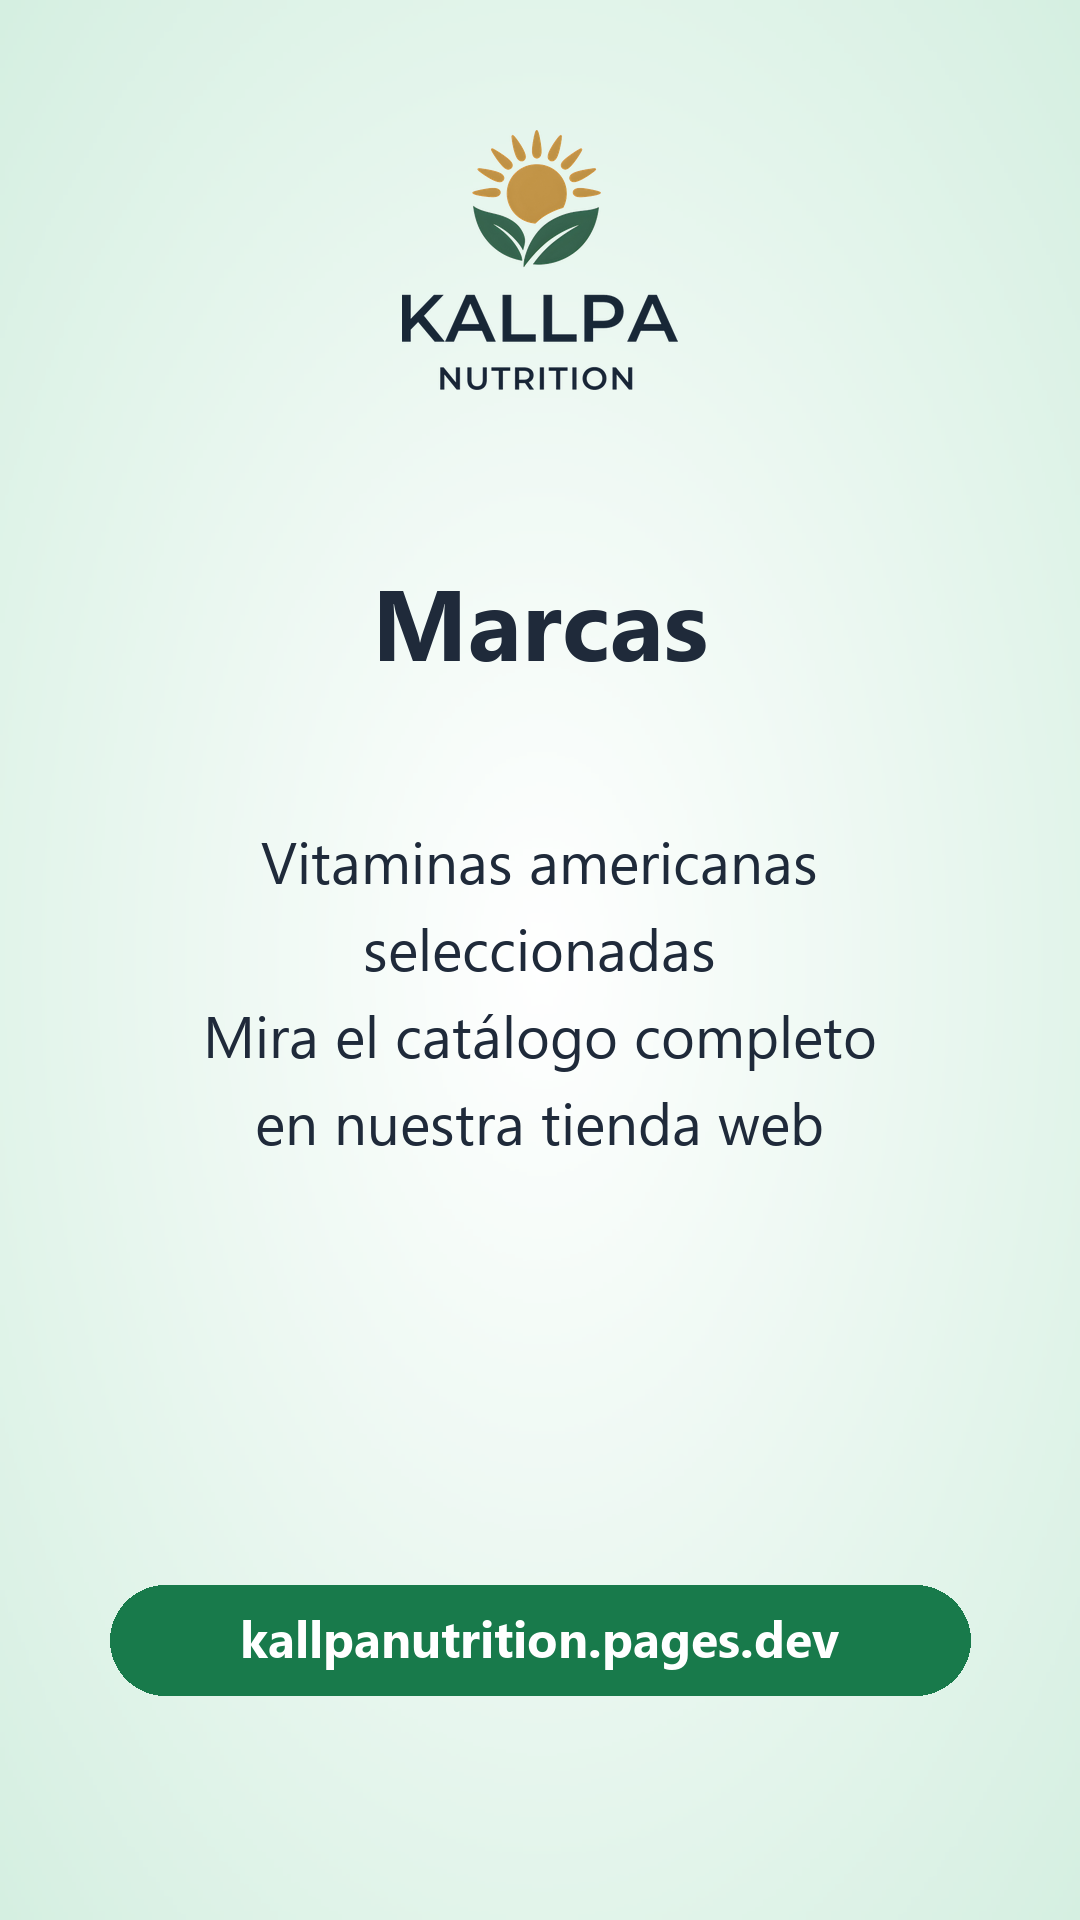 KALLPA
NUTRITION
Marcas
Vitaminas americanas
seleccionadas
Mira el catálogo completo
en nuestra tienda web
kallpanutrition.pages.dev